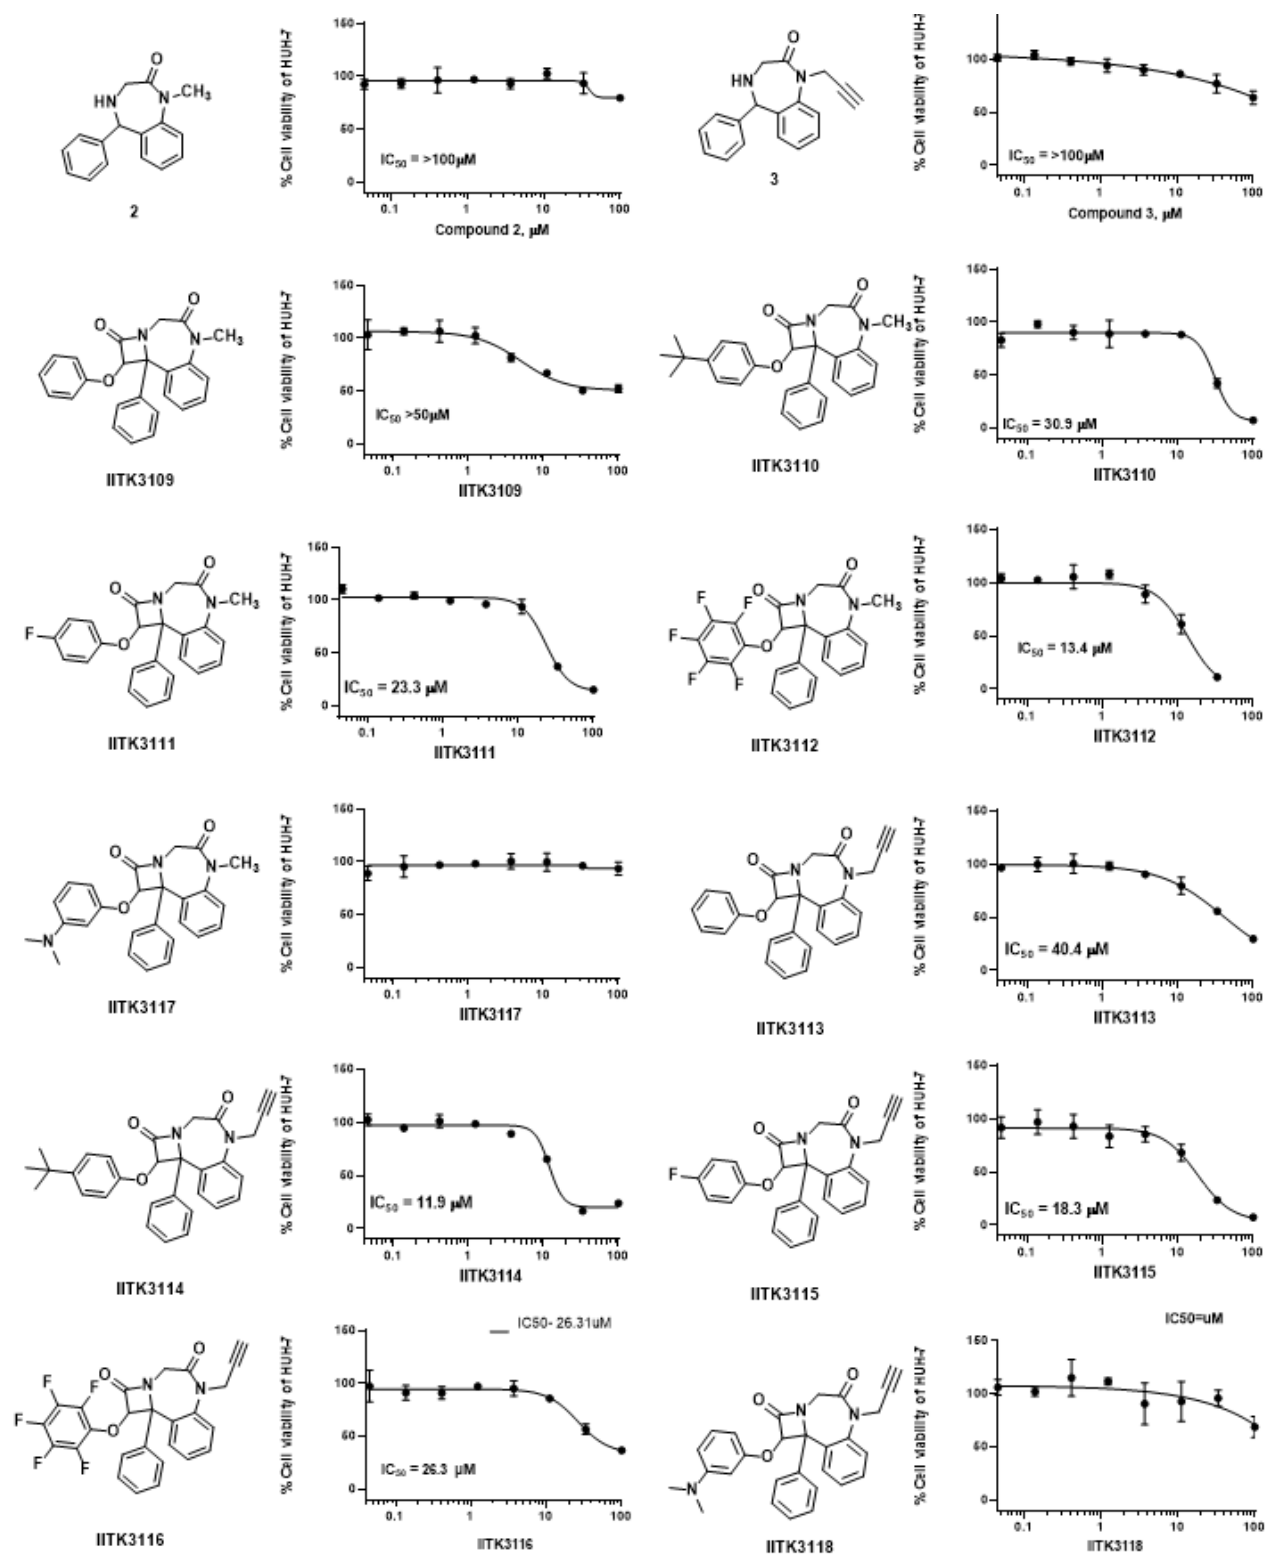 O
HN
N
CH₃
2
% Cell viability of HUH-7
150
100
50
0
IC₅₀ = >100μM
0.1 1 10 100
Compound 2, μM
O
HN
N
3
% Cell viability of HUH-7
100
50
0
IC₅₀ = >100μM
0.1 1 10 100
Compound 3, μM
O
O
N
N
CH₃
O
IITK3109
% Cell viability of HUH-7
150
100
50
0
IC₅₀ >50μM
0.1 1 10 100
IITK3109
O
O
N
N
CH₃
O
IITK3110
% Cell viability of HUH-7
150
100
50
0
IC₅₀ = 30.9 μM
0.1 1 10 100
IITK3110
O
O
N
N
CH₃
F
O
IITK3111
% Cell viability of HUH-7
150
100
50
0
IC₅₀ = 23.3 μM
0.1 1 10 100
IITK3111
O
F
F
O
N
N
CH₃
F
O
F
F
IITK3112
% Cell viability of HUH-7
150
100
50
0
IC₅₀ = 13.4 μM
0.1 1 10 100
IITK3112
O
O
N
N
CH₃
O
N
IITK3117
% Cell viability of HUH-7
150
100
50
0
0.1 1 10 100
IITK3117
O
O
N
N
O
IITK3113
% Cell viability of HUH-7
150
100
50
0
IC₅₀ = 40.4 μM
0.1 1 10 100
IITK3113
O
O
N
N
O
IITK3114
% Cell viability of HUH-7
150
100
50
0
IC₅₀ = 11.9 μM
0.1 1 10 100
IITK3114
O
O
N
N
F
O
IITK3115
% Cell viability of HUH-7
150
100
50
0
IC₅₀ = 18.3 μM
0.1 1 10 100
IITK3115
O
O
F
F
N
N
F
O
F
F
IITK3116
% Cell viability of HUH-7
IC50- 26.31uM
150
100
50
0
IC₅₀ = 26.3 μM
0.1 1 10 100
IITK3116
O
O
N
N
O
N
IITK3118
IC50=uM
% Cell viability of HUH-7
150
100
50
0
0.1 1 10 100
IITK3118